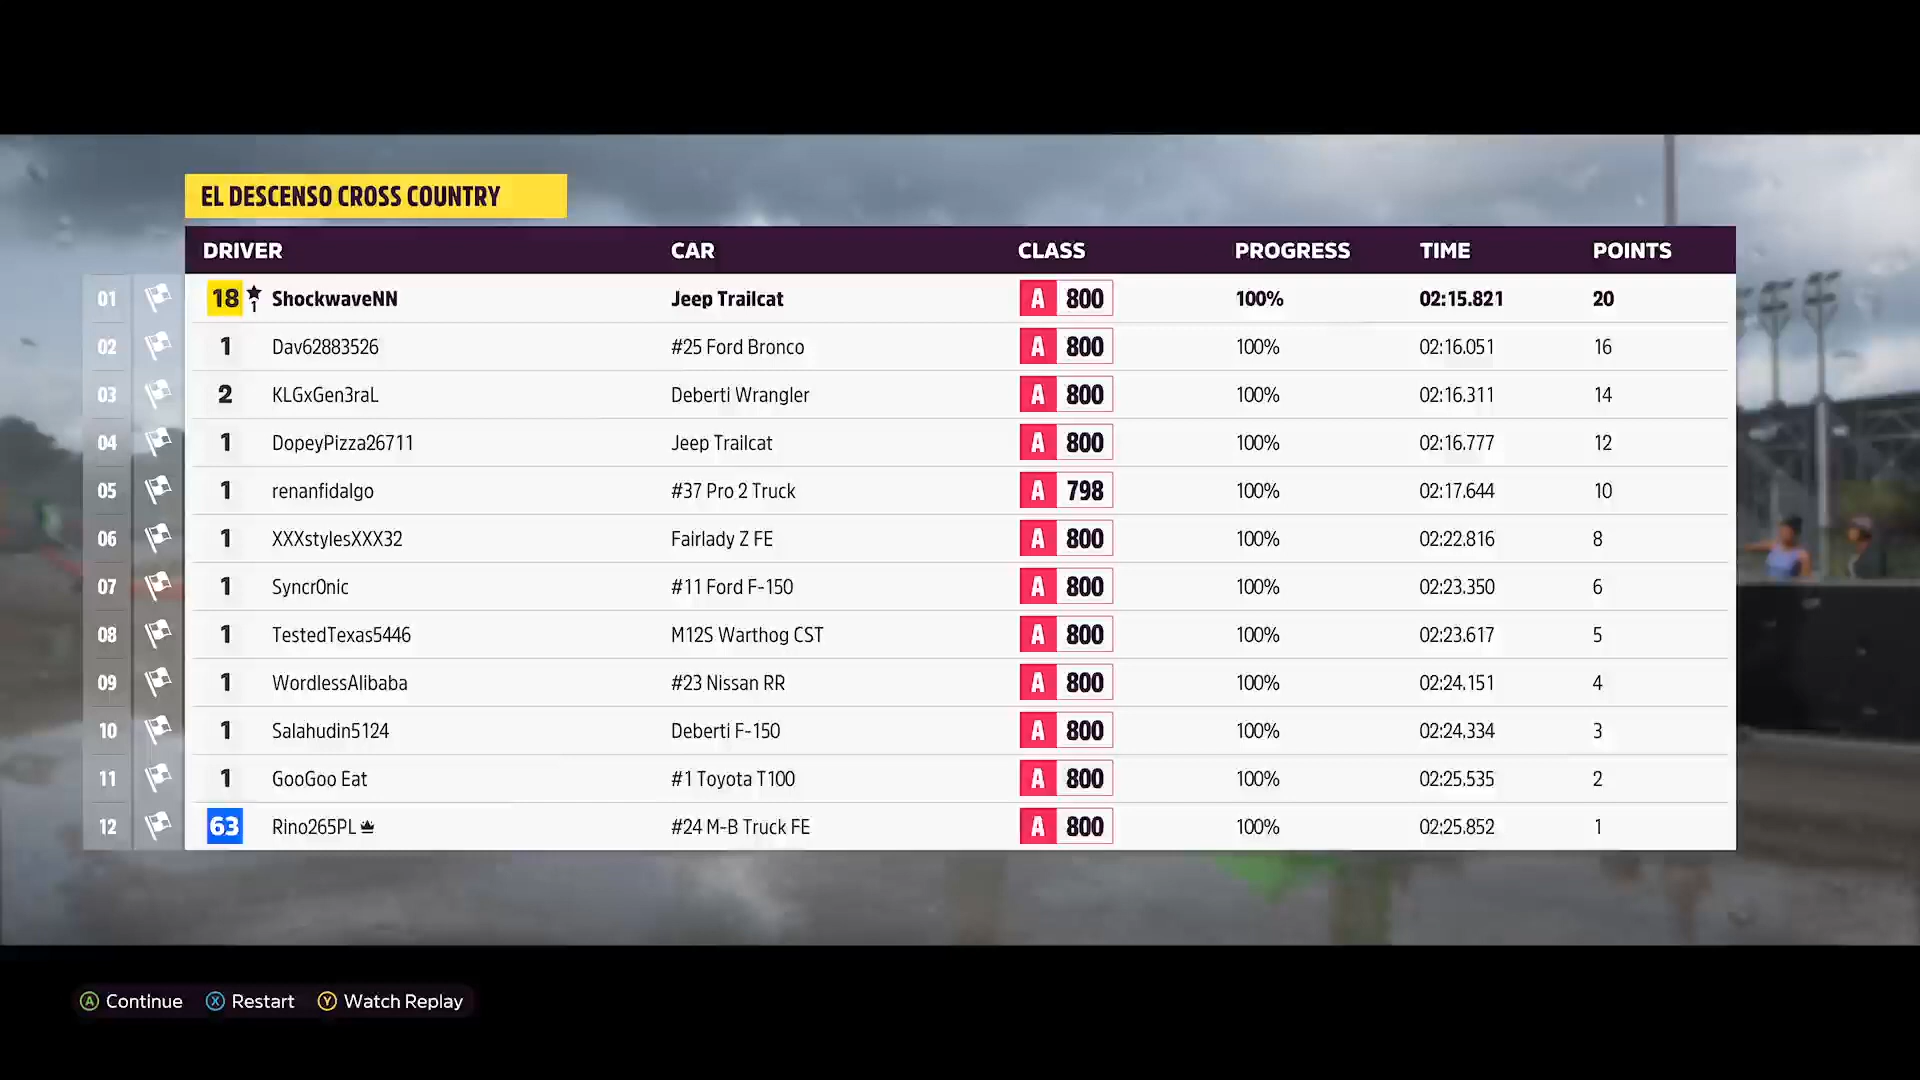 EL DESCENSO CROSS COUNTRY
DRIVER CAR CLASS PROGRESS TIME POINTS
01 18 1 ShockwaveNN Jeep Trailcat A 800 100% 02:15.821 20
02 1 Dav62883526 #25 Ford Bronco A 800 100% 02:16.051 16
03 2 KLGxGen3raL Deberti Wrangler A 800 100% 02:16.311 14
04 1 DopeyPizza26711 Jeep Trailcat A 800 100% 02:16.777 12
05 1 renanfidalgo #37 Pro 2 Truck A 798 100% 02:17.644 10
06 1 XXXstylesXXX32 Fairlady Z FE A 800 100% 02:22.816 8
07 1 Syncr0nic #11 Ford F-150 A 800 100% 02:23.350 6
08 1 TestedTexas5446 M12S Warthog CST A 800 100% 02:23.617 5
09 1 WordlessAlibaba #23 Nissan RR A 800 100% 02:24.151 4
10 1 Salahudin5124 Deberti F-150 A 800 100% 02:24.334 3
11 1 GooGoo Eat #1 Toyota T100 A 800 100% 02:25.535 2
12 63 Rino265PL #24 M-B Truck FE A 800 100% 02:25.852 1
A Continue X Restart Y Watch Replay